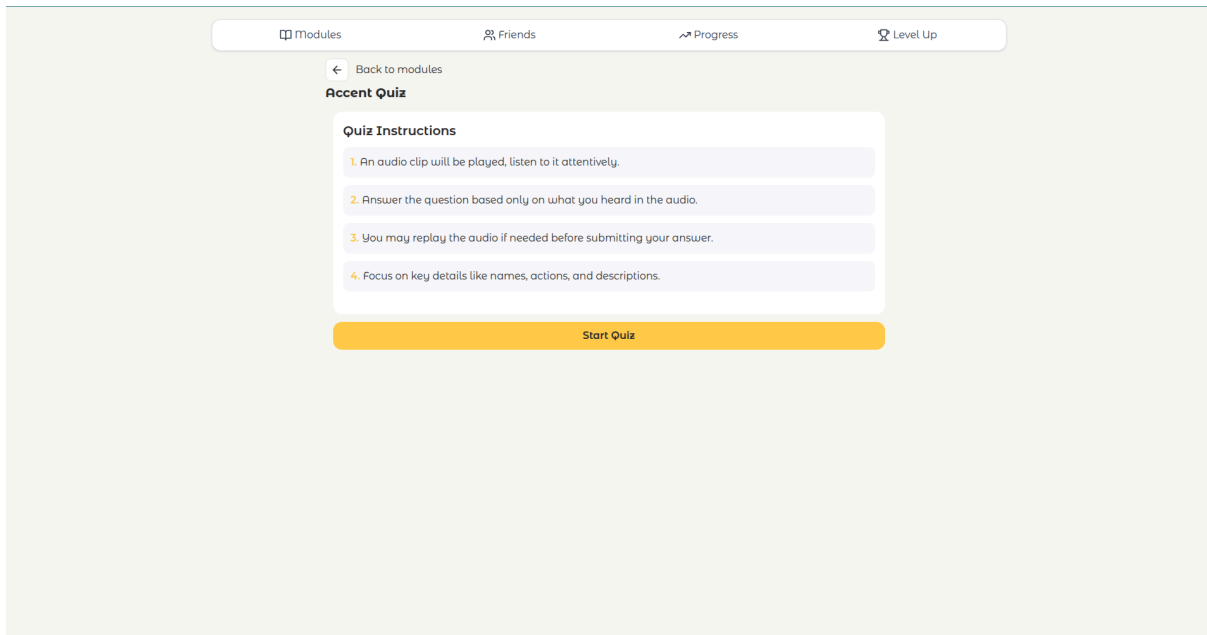 Modules Friends Progress Level Up
Back to modules
Accent Quiz
Quiz Instructions
1. An audio clip will be played, listen to it attentively.
2. Answer the question based only on what you heard in the audio.
3. You may replay the audio if needed before submitting your answer.
4. Focus on key details like names, actions, and descriptions.
Start Quiz